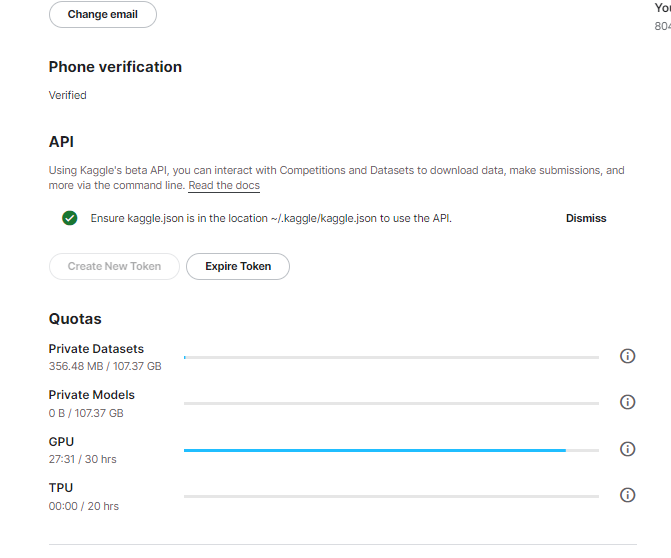 Change email
You
804
Phone verification
Verified
API
Using Kaggle's beta API, you can interact with Competitions and Datasets to download data, make submissions, and
more via the command line. Read the docs
Ensure kaggle.json is in the location ~/.kaggle/kaggle.json to use the API.
Dismiss
Create New Token
Expire Token
Quotas
Private Datasets
356.48 MB / 107.37 GB
Private Models
0 B / 107.37 GB
GPU
27:31 / 30 hrs
TPU
00:00 / 20 hrs